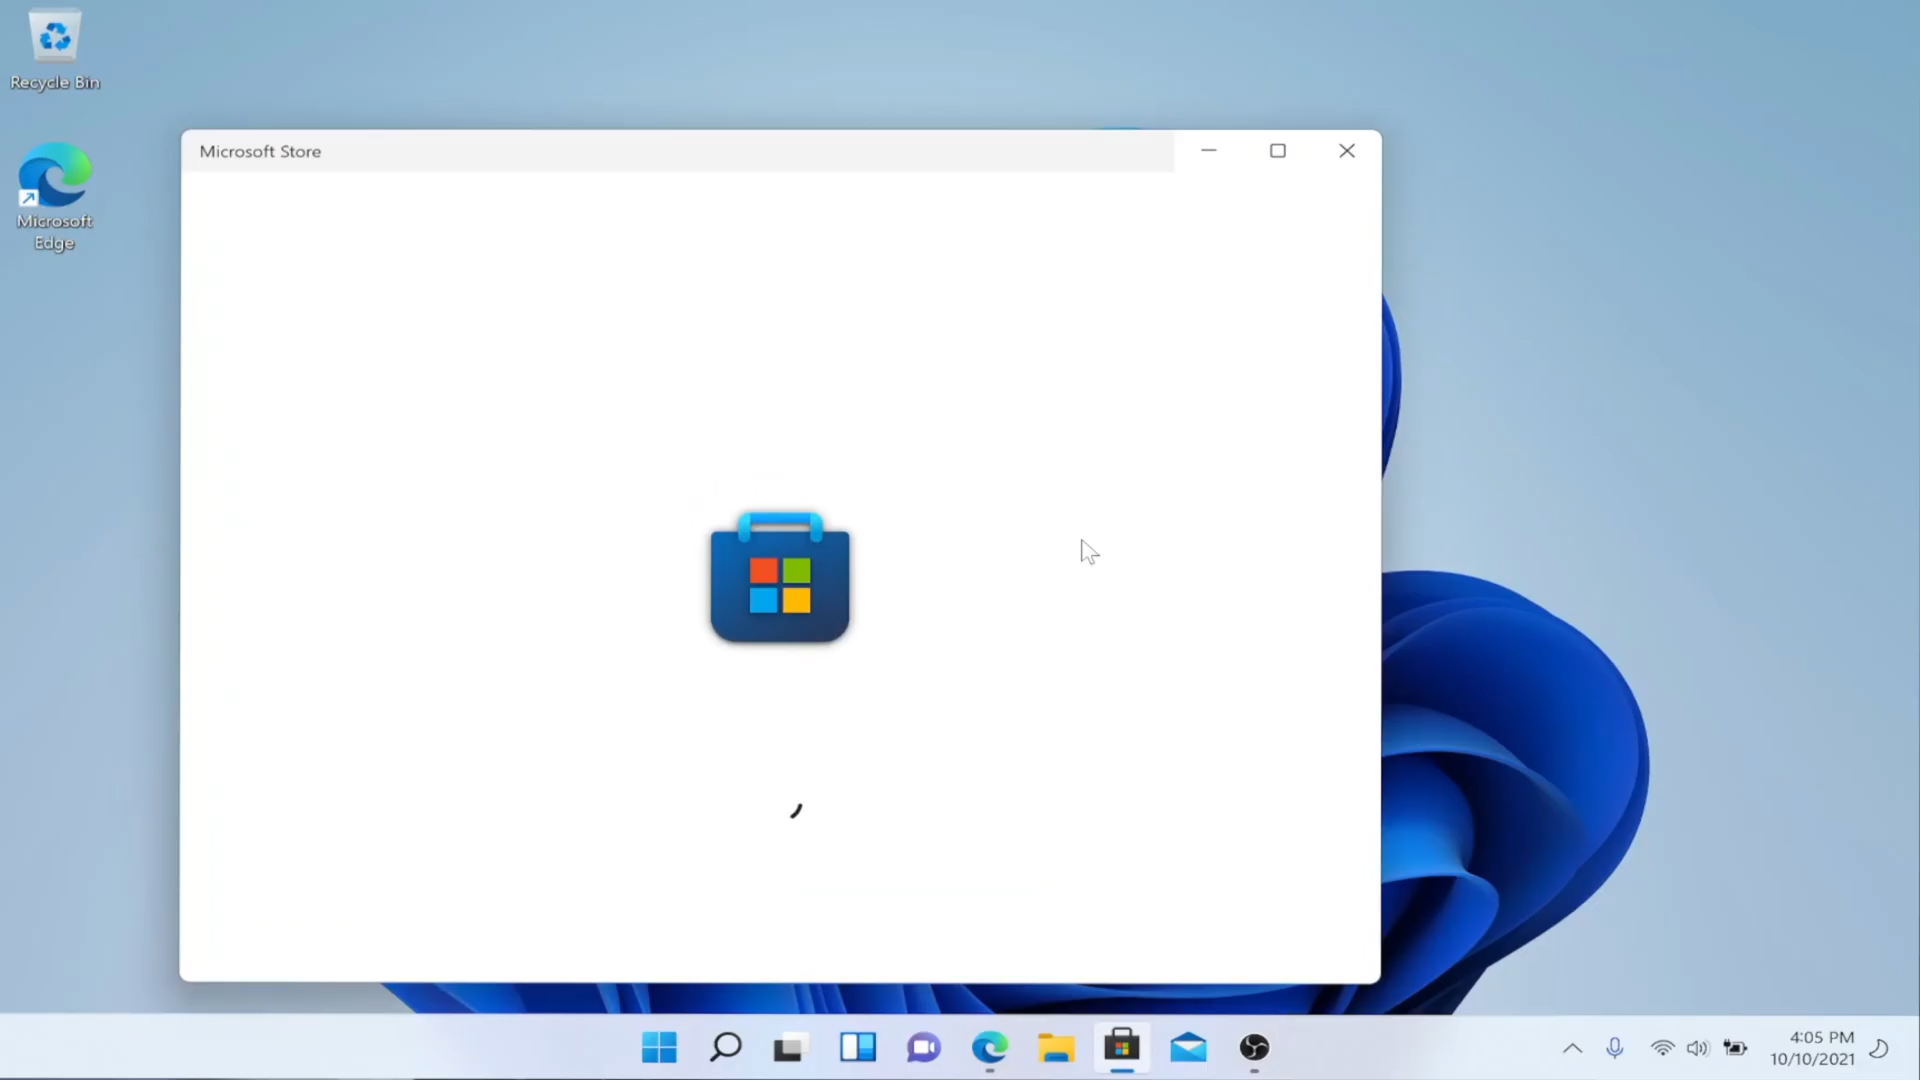 Recycle Bin
Microsoft
Edge
Microsoft Store
4:05 PM
10/10/2021